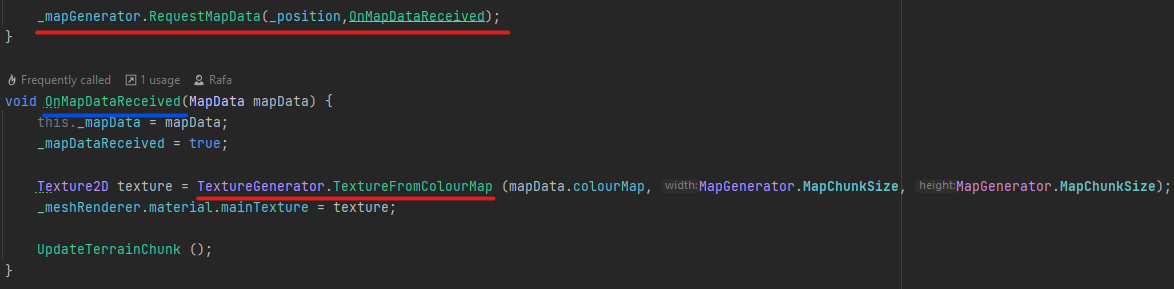 _mapGenerator.RequestMapData(_position,OnMapDataReceived);
}
Frequently called 1 usage Rafa
void OnMapDataReceived(MapData mapData) {
this._mapData = mapData;
_mapDataReceived = true;
Texture2D texture = TextureGenerator.TextureFromColourMap (mapData.colourMap, width:MapGenerator.MapChunkSize, height:MapGenerator.MapChunkSize);
_meshRenderer.material.mainTexture = texture;
UpdateTerrainChunk ();
}